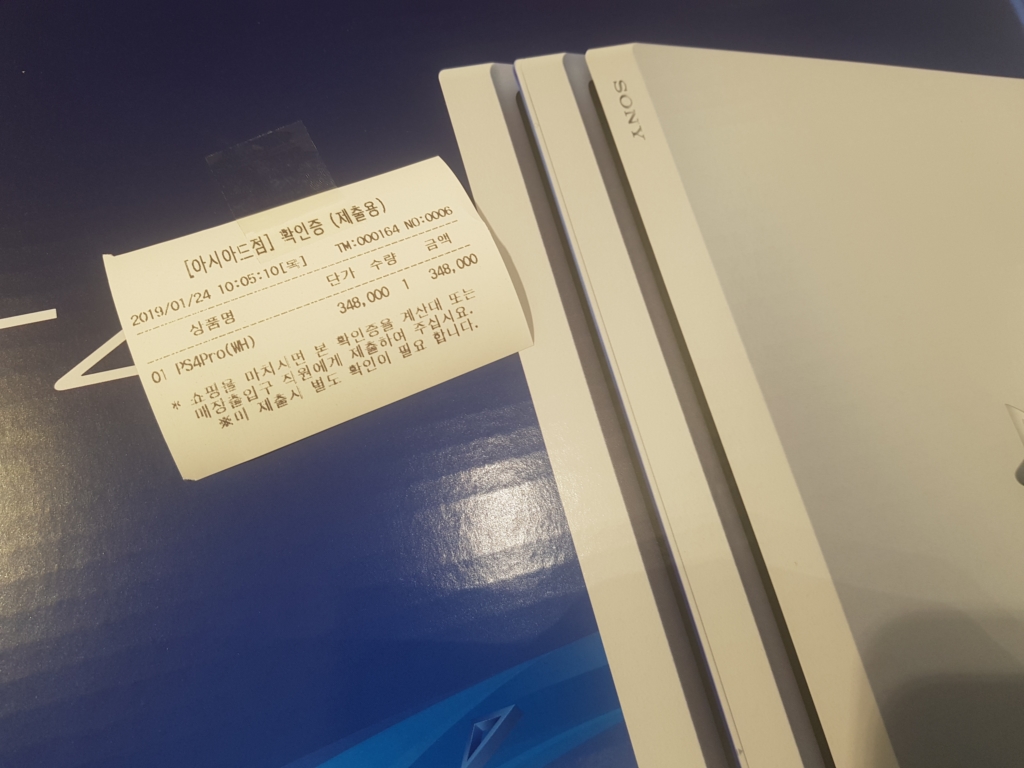 [아시아드점] 확인증 (제출용)
2019/01/24 10:05:10[목] TM:000164 NO:0006
상품명 단가 수량 금액
01 PS4Pro(WH) 348,000 1 348,000
* 쇼핑을 마치시면 본 확인증을 계산대 또는
매장출입구 직원에게 제출하여 주십시요.
※미 제출시 별도 확인이 필요 합니다.
SONY